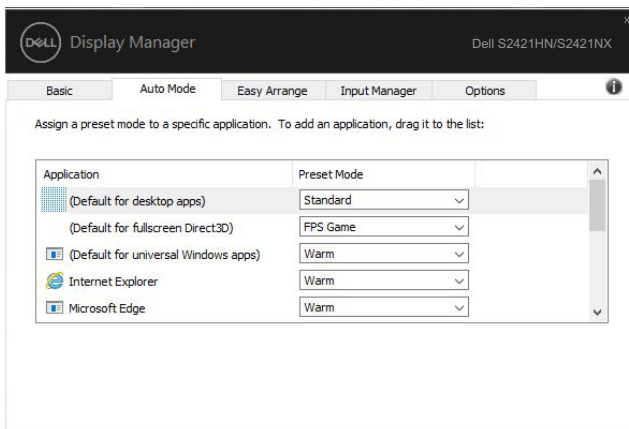 DELL Display Manager Dell S2421HN/S2421NX
Basic Auto Mode Easy Arrange Input Manager Options
Assign a preset mode to a specific application. To add an application, drag it to the list:
Application Preset Mode
(Default for desktop apps) Standard
(Default for fullscreen Direct3D) FPS Game
(Default for universal Windows apps) Warm
Internet Explorer Warm
Microsoft Edge Warm